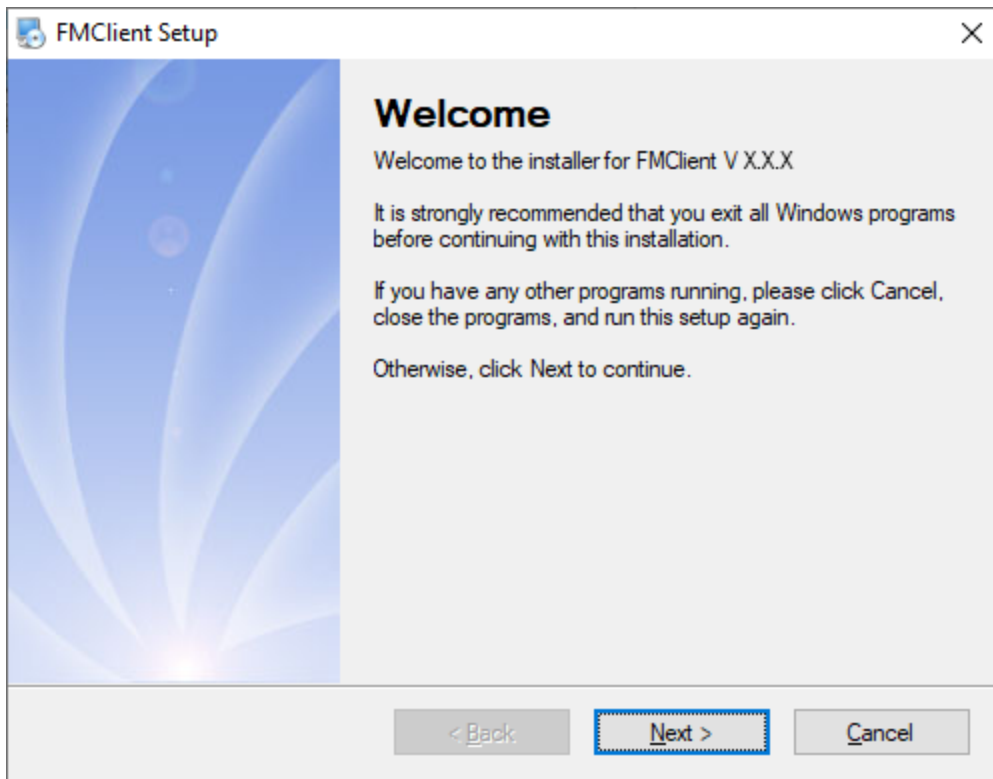 FMClient Setup
Welcome
Welcome to the installer for FMClient V X.X.X
It is strongly recommended that you exit all Windows programs
before continuing with this installation.
If you have any other programs running, please click Cancel,
close the programs, and run this setup again.
Otherwise, click Next to continue.
< Back
Next >
Cancel